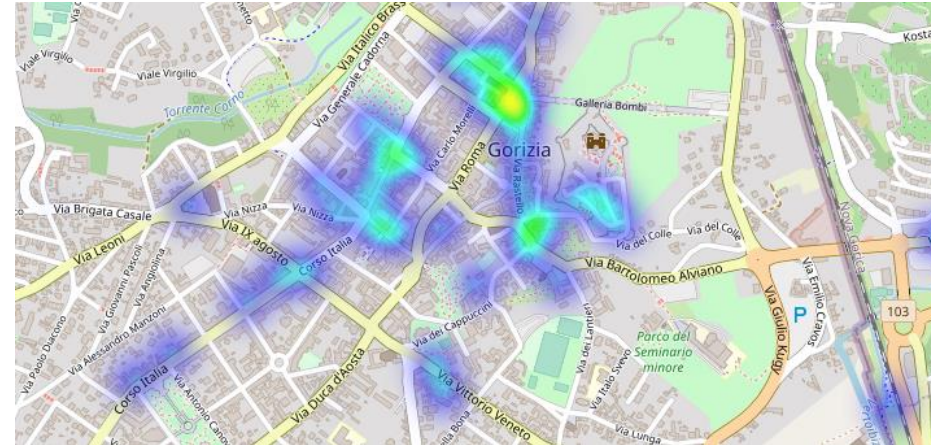 Viale Virgilio
Viale Virgilio
Torrente Corno
Via Italico Brass
Via Generale Cadorna
Via Carlo Morelli
Via Roma
Galleria Bombi
Gorizia
Via Rastello
Kosta
Via Brigata Casale
Via Nizza
Via Nizza
Via Leoni
Via IX agosto
Corso Italia
Via del Colle
Via del Colle
Via Bartolomeo Alviano
Nova Gorica
Via Giovanni Pascoli
Via Angiolina
Via Alessandro Manzoni
Via Paolo Diacono
Corso Italia
Via Antonio Cano
Via Duca d'Aosta
Via dei Cappuccini
Via Vittorio Veneto
Via dei Lantieri
Via Italo Svevo
Parco del
Seminario
minore
Via Giulio Kugy
Via Emilio Cravos
P
103
Via Lunga